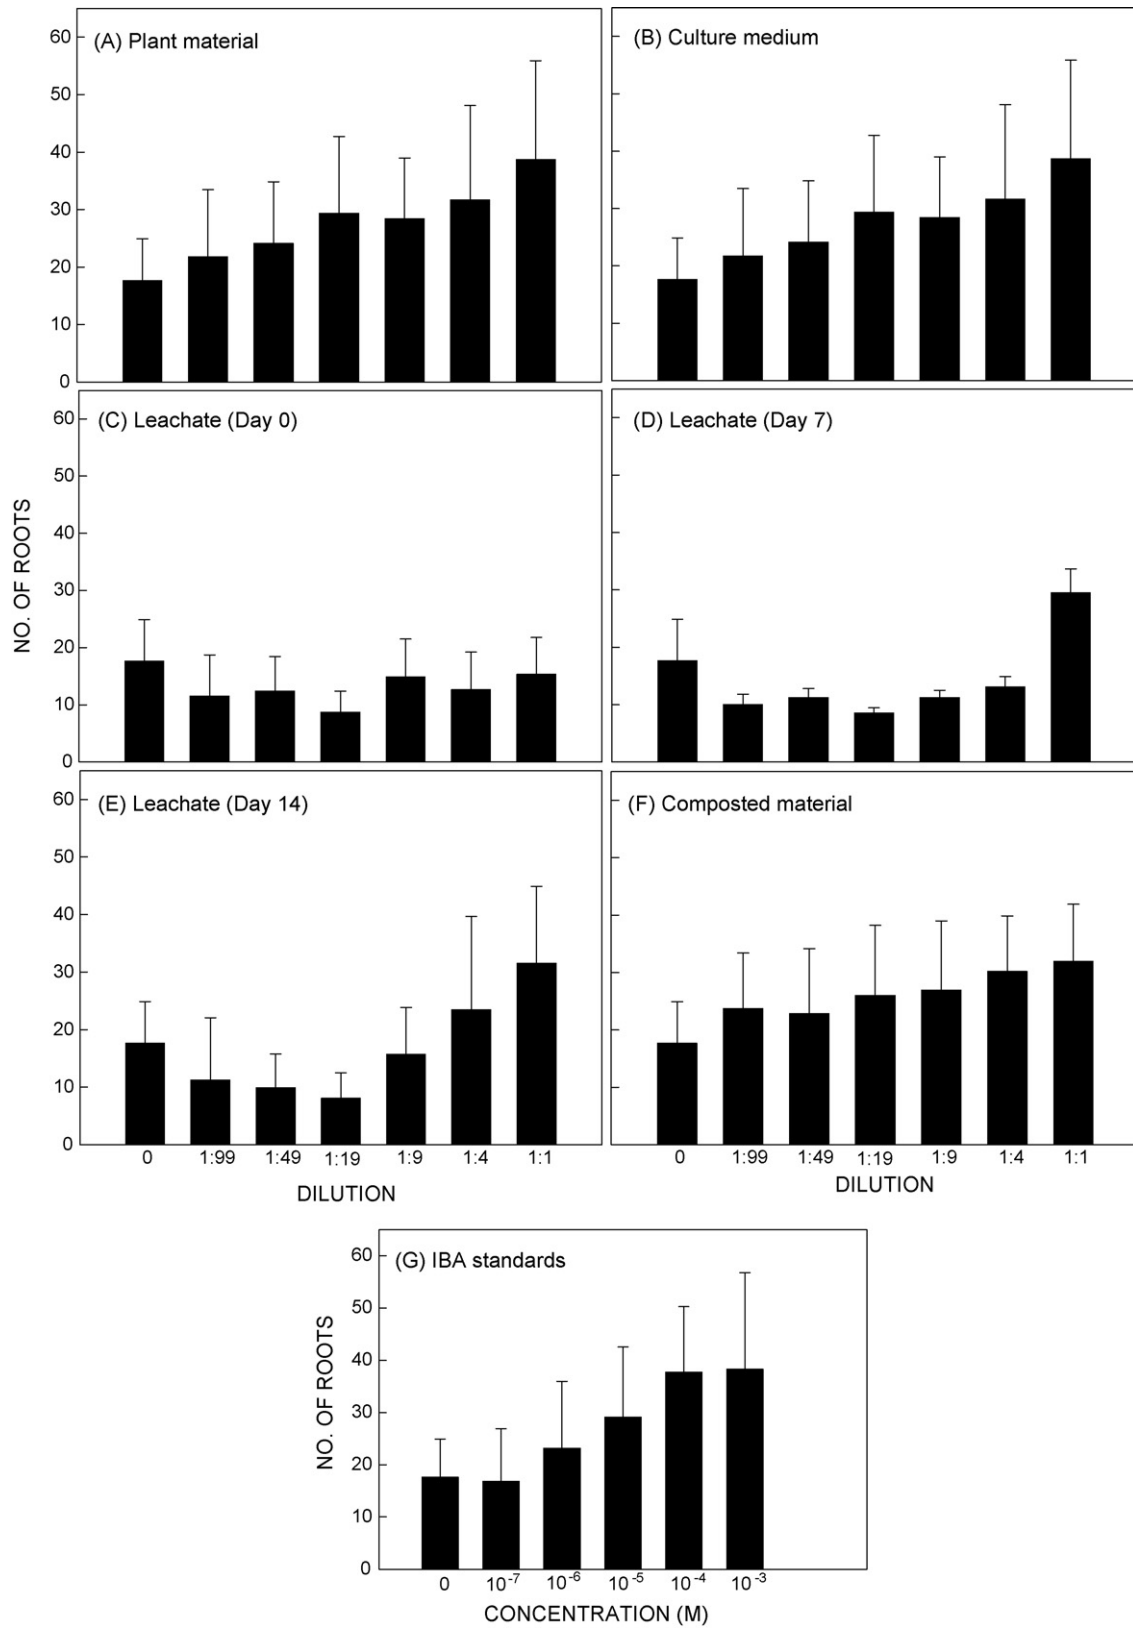 (A) Plant material
(B) Culture medium
60
50
40
30
20
10
0
(C) Leachate (Day 0)
(D) Leachate (Day 7)
60
50
40
30
20
10
0
NO. OF ROOTS
(E) Leachate (Day 14)
(F) Composted material
60
50
40
30
20
10
0
0 1:99 1:49 1:19 1:9 1:4 1:1
0 1:99 1:49 1:19 1:9 1:4 1:1
DILUTION
DILUTION
(G) IBA standards
60
50
40
30
20
10
0
NO. OF ROOTS
0 10⁻⁷ 10⁻⁶ 10⁻⁵ 10⁻⁴ 10⁻³
CONCENTRATION (M)